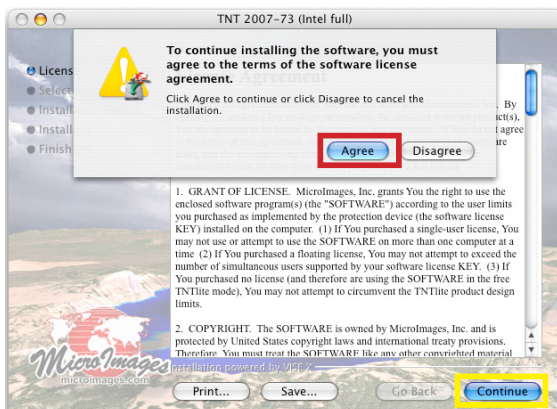 TNT 2007-73 (Intel full)
To continue installing the software, you must
agree to the terms of the software license
agreement.
Click Agree to continue or click Disagree to cancel the
installation.
Agree
Disagree
Licens
Select
Install
Install
Finish
Agreement
By
agree
1. GRANT OF LICENSE. MicroImages, Inc. grants You the right to use the
enclosed software program(s) (the "SOFTWARE") according to the user limits
you purchased as implemented by the protection device (the software license
KEY) installed on the computer. (1) If You purchased a single-user license, You
may not use or attempt to use the SOFTWARE on more than one computer at a
time (2) If You purchased a floating license, You may not attempt to exceed the
number of simultaneous users supported by your software license KEY. (3) If
You purchased no license (and therefore are using the SOFTWARE in the free
TNTlite mode), You may not attempt to circumvent the TNTlite product design
limits.
2. COPYRIGHT. The SOFTWARE is owned by MicroImages, Inc. and is
protected by United States copyright laws and international treaty provisions.
Therefore, You must treat the SOFTWARE like any other copyrighted material
MicroImages
microimages.com
Installation powered by VISE X
Print...
Save...
Go Back
Continue